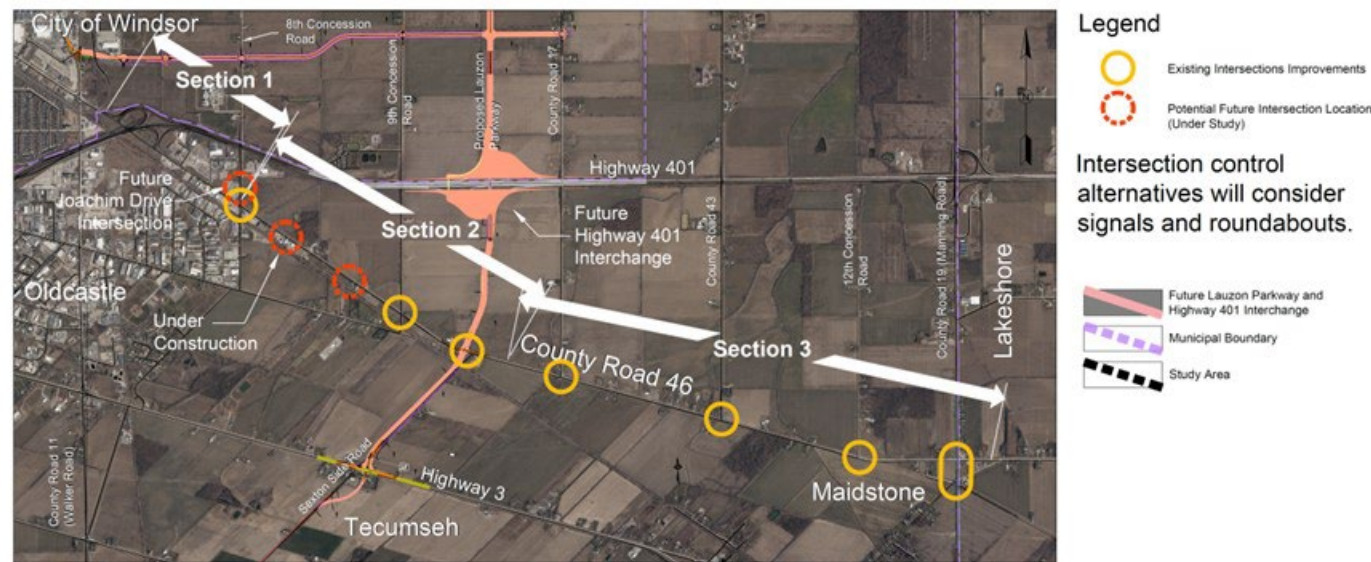 City of Windsor
8th Concession
Road
Section 1
9th Concession
Road
Proposed Lauzon
Parkway
County Road 17
Highway 401
Future
Joachim Drive
Intersection
Section 2
Future
Highway 401
Interchange
County Road 43
12th Concession
Road
County Road 19 (Manning Road)
Lakeshore
Oldcastle
Under
Construction
County Road 46
Section 3
County Road 11
(Walker Road)
Sexton Side Road
Highway 3
Maidstone
Tecumseh
Legend
Existing Intersections Improvements
Potential Future Intersection Location
(Under Study)
Intersection control
alternatives will consider
signals and roundabouts.
Future Lauzon Parkway and
Highway 401 Interchange
Municipal Boundary
Study Area